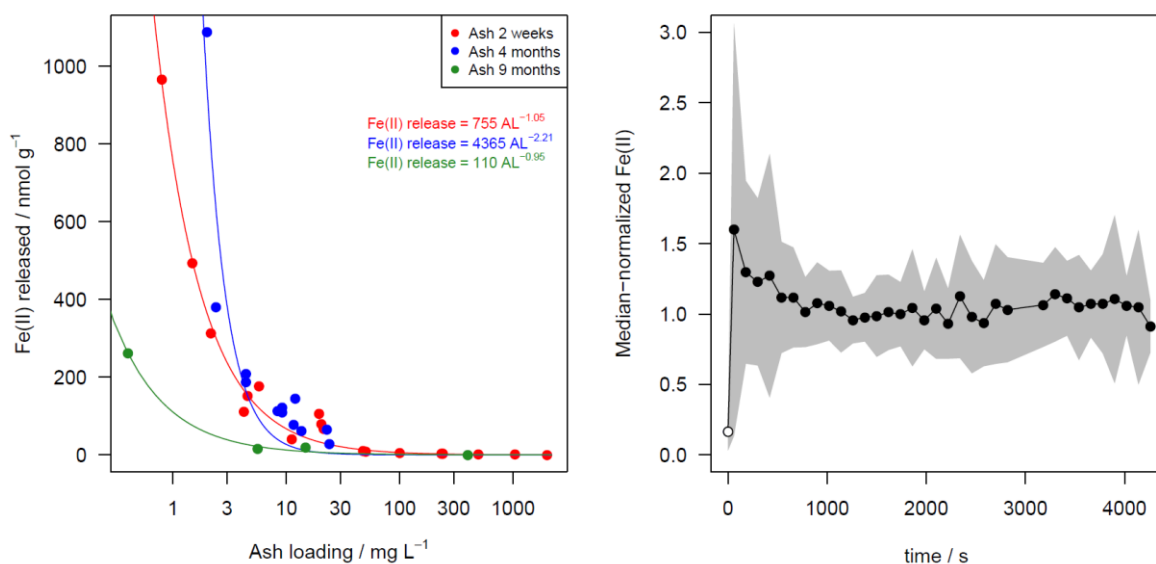 Ash 2 weeks
Ash 4 months
Ash 9 months
Fe(II) release = 755 AL⁻¹·⁰⁵
Fe(II) release = 4365 AL⁻²·²¹
Fe(II) release = 110 AL⁻⁰·⁹⁵
Fe(II) released / nmol g⁻¹
1000
800
600
400
200
0
1 3 10 30 100 300 1000
Ash loading / mg L⁻¹
Median−normalized Fe(II)
3.0
2.5
2.0
1.5
1.0
0.5
0.0
0 1000 2000 3000 4000
time / s